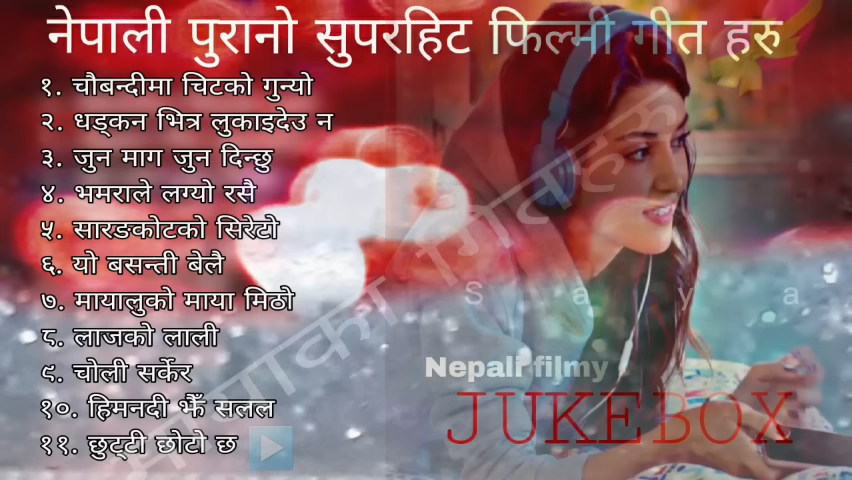 नेपाली पुरानो सुपरहिट फिल्मी गीत हरु
१. चौबन्दीमा चिटको गुन्यो
२. धड्कन भित्र लुकाइदेउ न
३. जुन माग जुन दिन्छु
४. भमराले लग्यो रसै
५. सारङकोटको सिरेटो
६. यो बसन्ती बेलै
७. मायालुको माया मिठो
८. लाजको लाली
९. चोली सर्केर
१०. हिमनदी झैँ सलल
११. छुट्टी छोटो छ
गितहरू
Nepali filmy
JUKEBOX